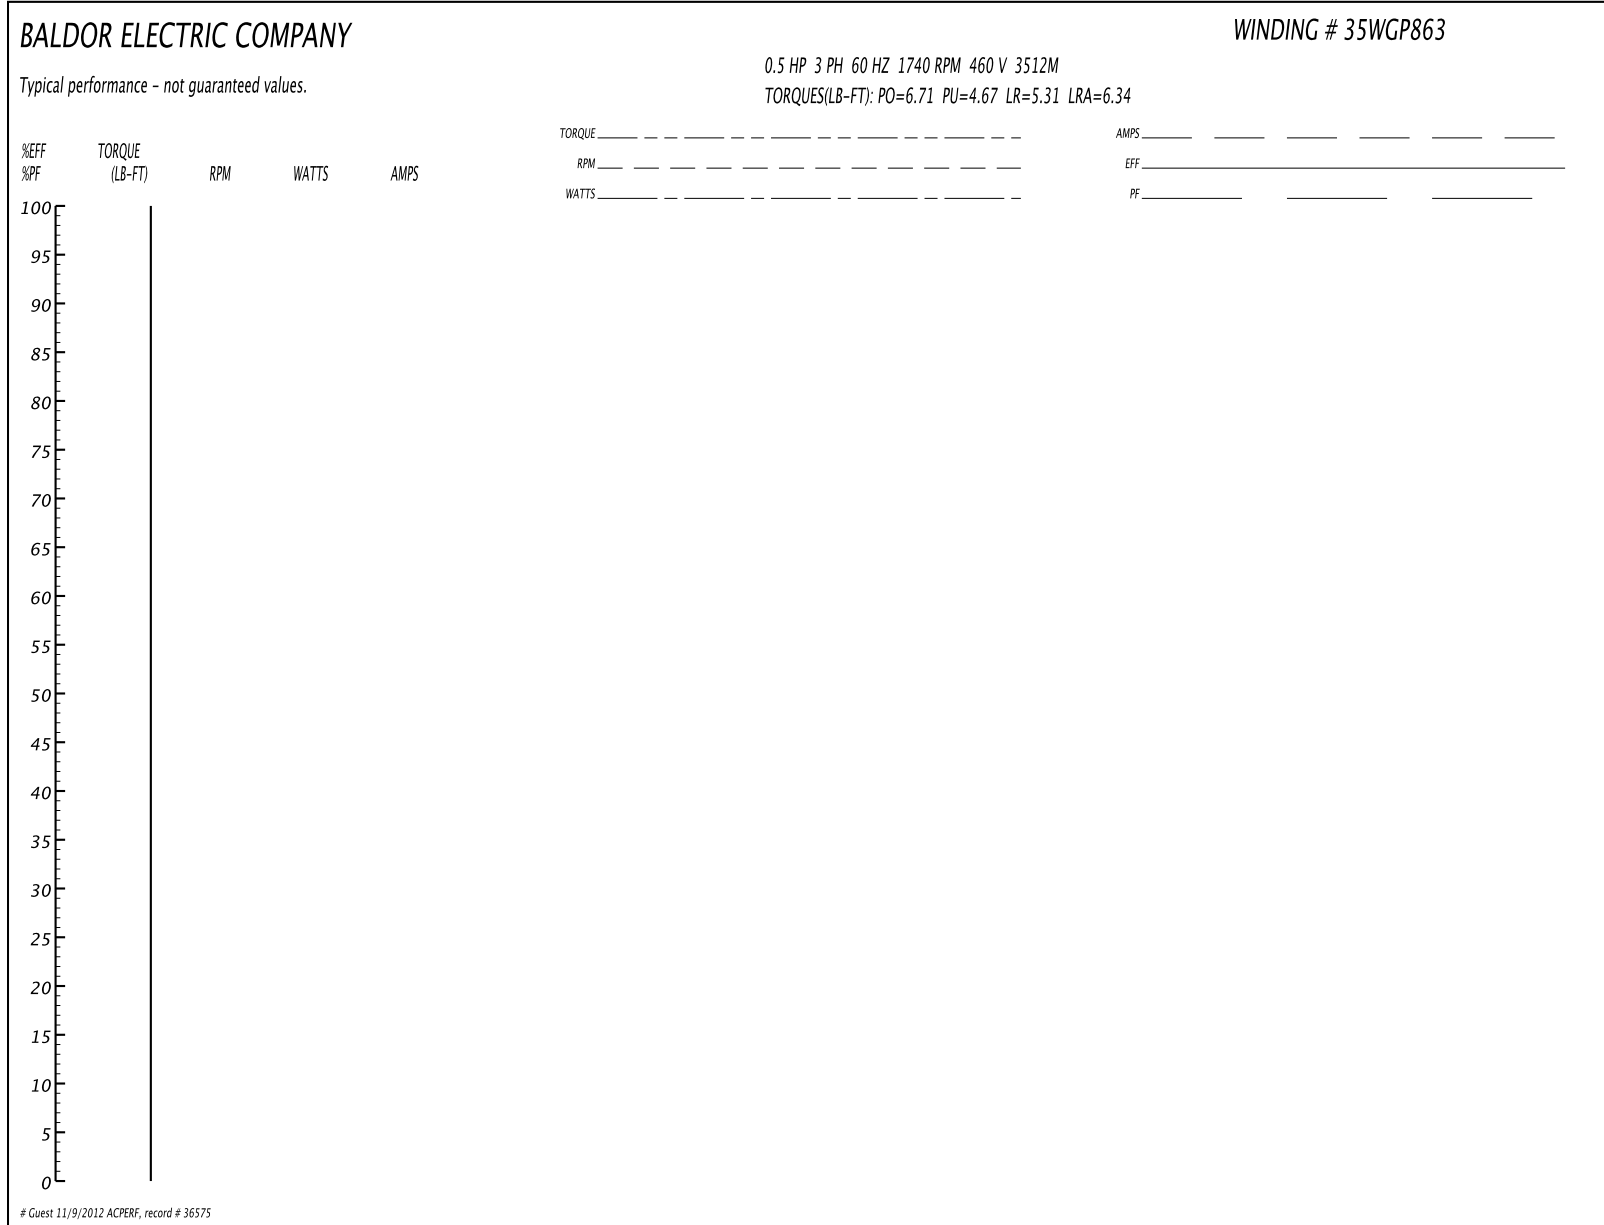 BALDOR ELECTRIC COMPANY
WINDING # 35WGP863
Typical performance - not guaranteed values.
0.5 HP 3 PH 60 HZ 1740 RPM 460 V 3512M
TORQUES(LB-FT): PO=6.71 PU=4.67 LR=5.31 LRA=6.34
TORQUE
RPM
WATTS
AMPS
EFF
PF
%EFF TORQUE
%PF (LB-FT) RPM WATTS AMPS
100
95
90
85
80
75
70
65
60
55
50
45
40
35
30
25
20
15
10
5
0
# Guest 11/9/2012 ACPERF, record # 36575